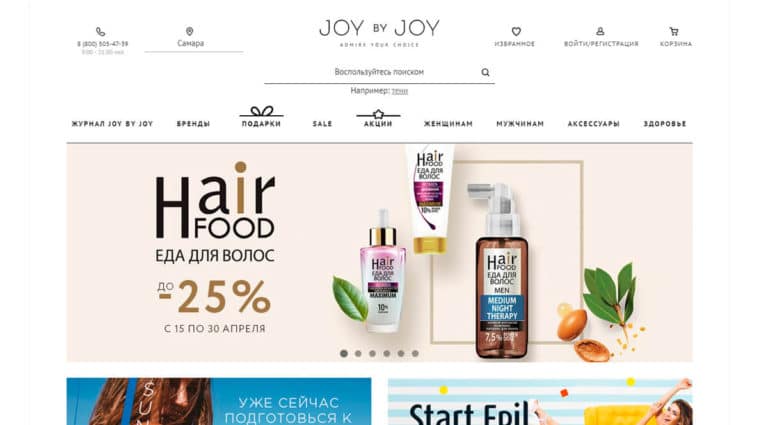 JOY BY JOY
ADMIRE YOUR CHOICE
8 (800) 505-47-39
9:00 - 21:00 мск
Самара
ИЗБРАННОЕ
ВОЙТИ/РЕГИСТРАЦИЯ
КОРЗИНА
Воспользуйтесь поиском
Например: тени
ЖУРНАЛ JOY BY JOY
БРЕНДЫ
ПОДАРКИ
SALE
АКЦИИ
ЖЕНЩИНАМ
МУЖЧИНАМ
АКСЕССУАРЫ
ЗДОРОВЬЕ
Hair
FOOD
ЕДА ДЛЯ ВОЛОС
ДО
-25%
С 15 ПО 30 АПРЕЛЯ
Hair
FOOD
ЕДА ДЛЯ
ВОЛОС
WOMEN
MAXIMUM
10%
Hair
FOOD
ЕДА ДЛЯ ВОЛОС
MAXIMUM
10%
Hair
FOOD
ЕДА ДЛЯ
ВОЛОС
MEN
MEDIUM
NIGHT
THERAPY
7,5%
SUN
УЖЕ СЕЙЧАС
ПОДГОТОВЬСЯ К
Start Epil